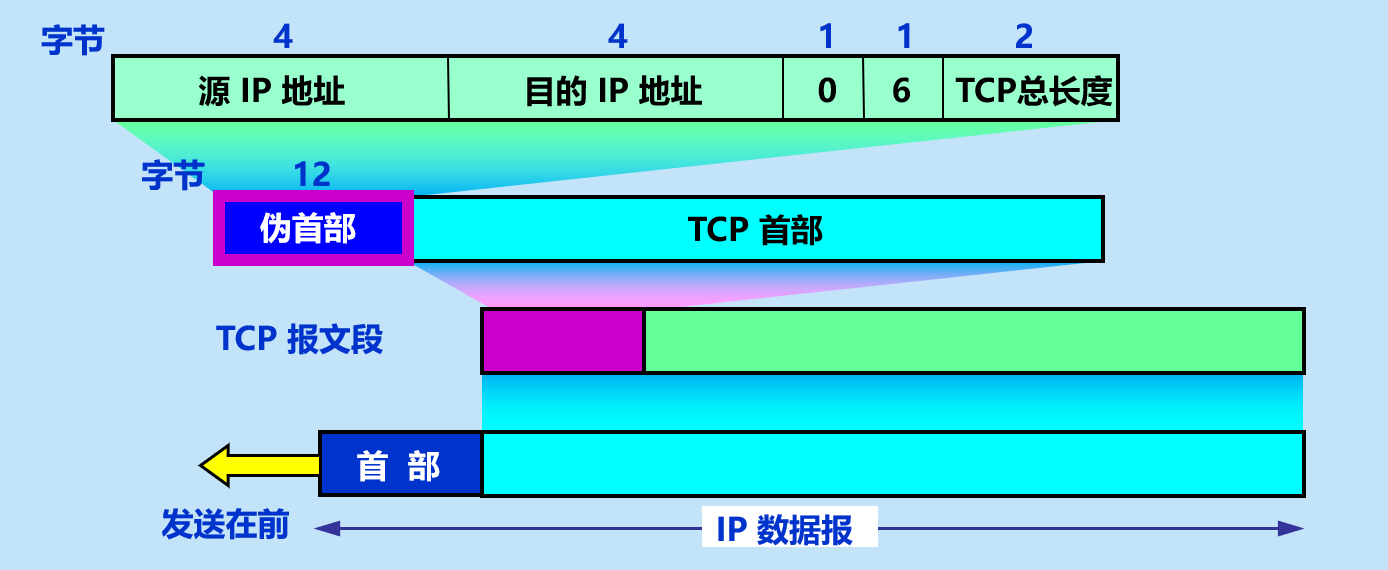 字节 4 4 1 1 2
源 IP 地址 目的 IP 地址 0 6 TCP总长度
字节 12
伪首部 TCP 首部
TCP 报文段
首 部
发送在前
IP 数据报